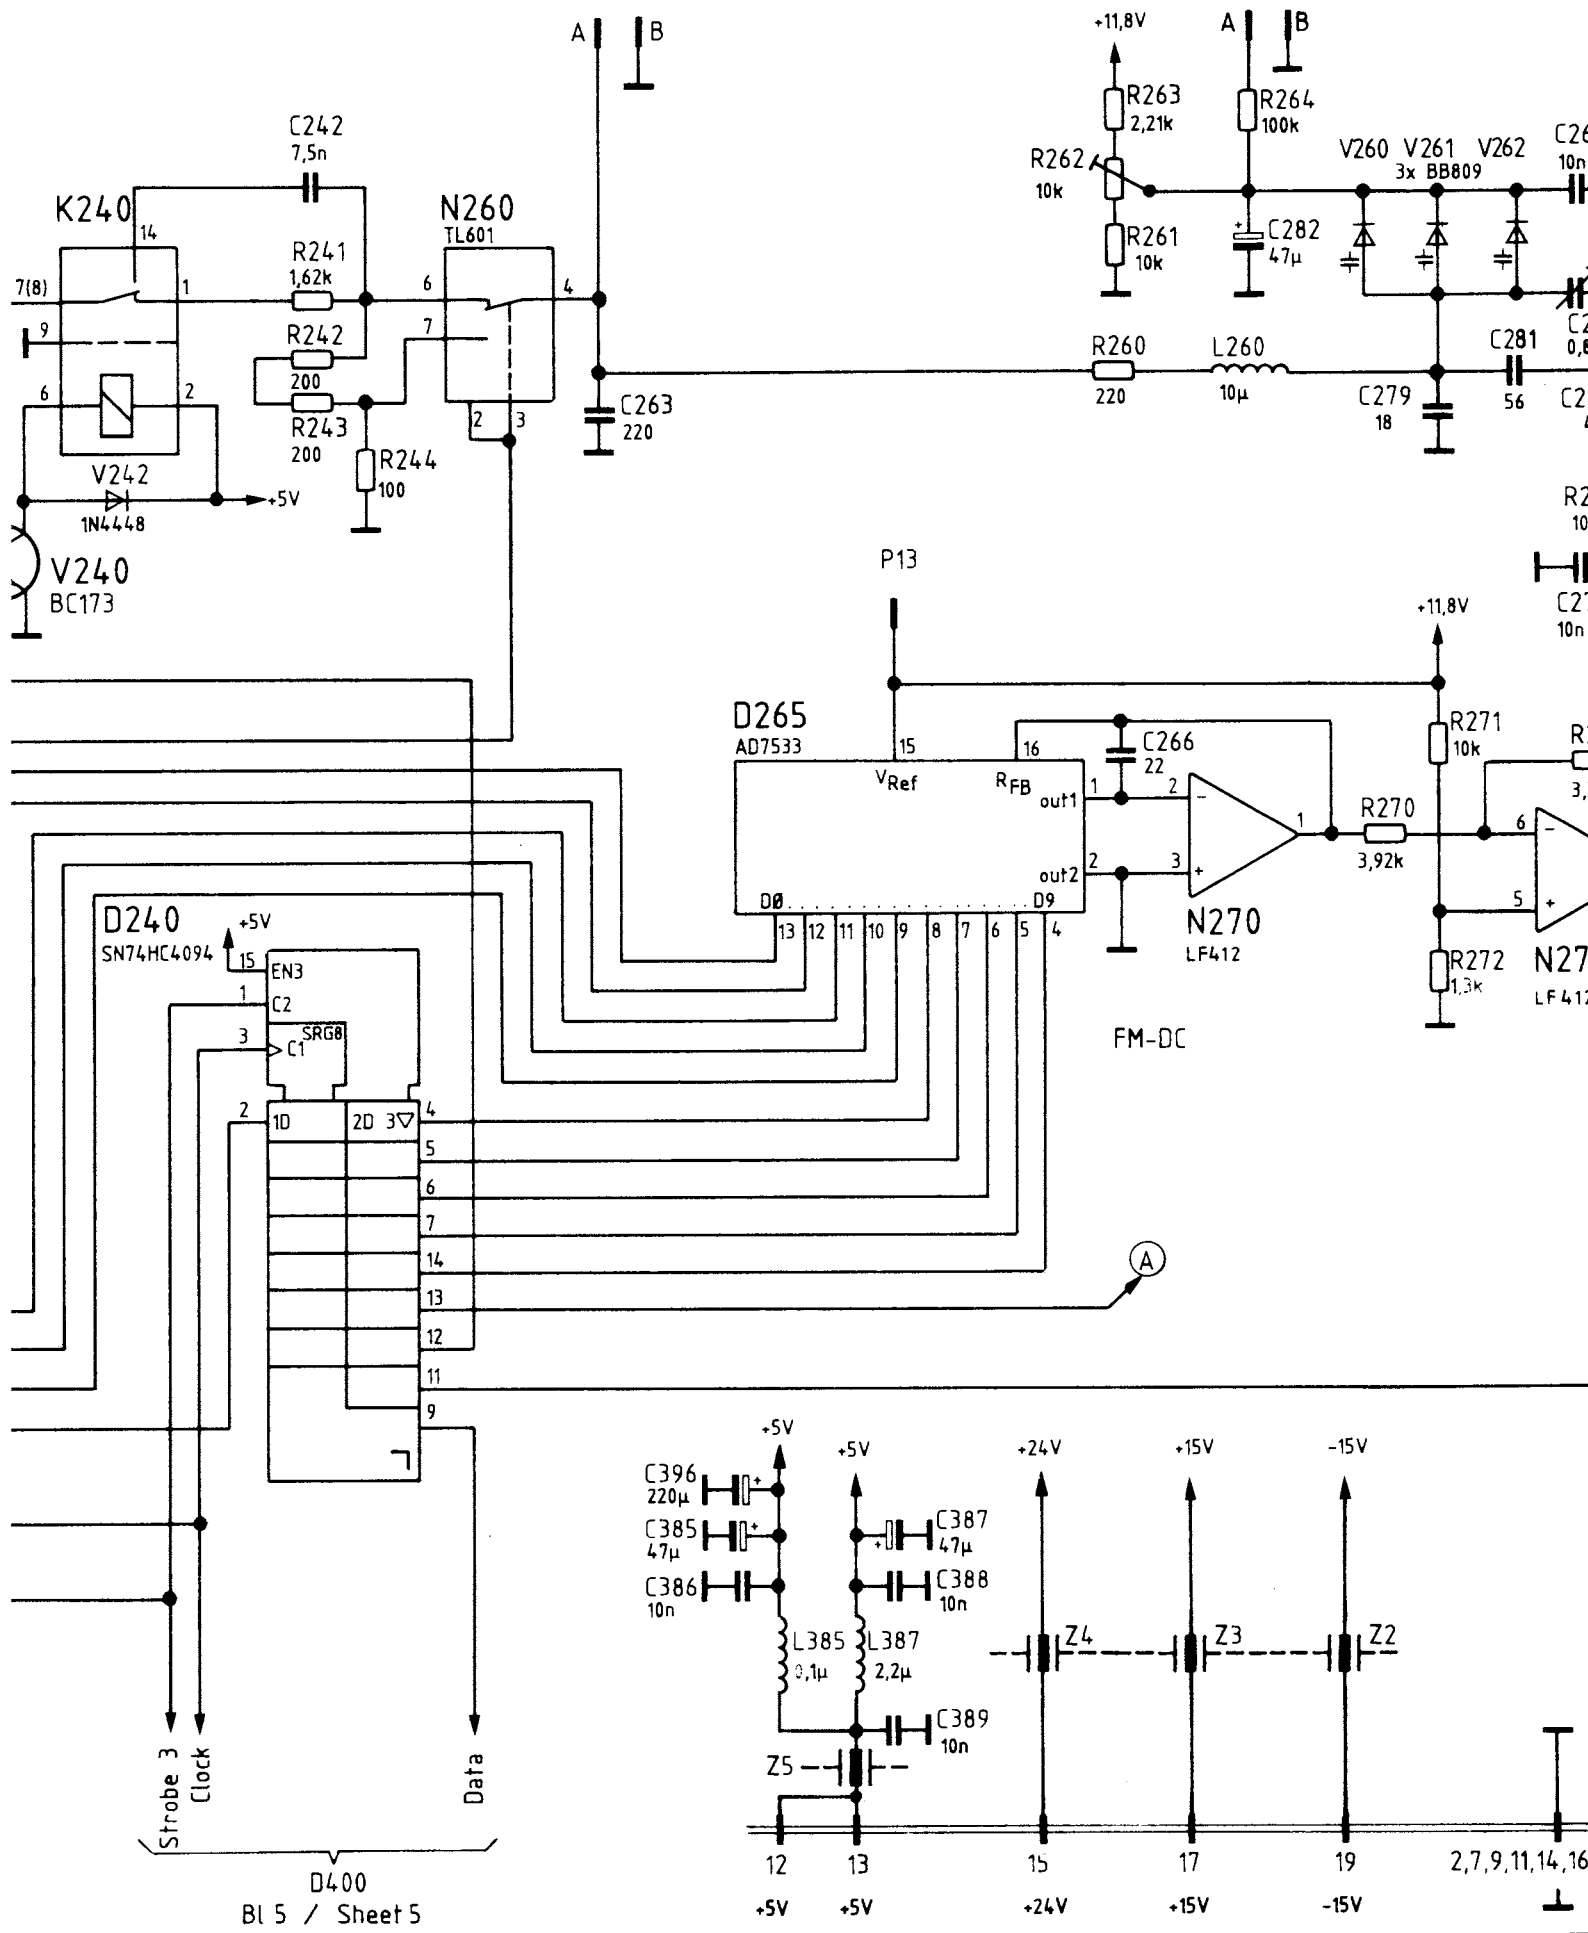 A
B
+11,8V
A
B
R263
2,21k
R264
100k
C242
7,5n
R262
10k
V260
V261
V262
3x BB809
10n
K240
14
N260
TL601
R261
10k
C282
47µ
+
R241
1,62k
7(8)
1
6
4
9
7
R242
200
R260
220
L260
10µ
C281
56
6
2
R243
200
2
3
C263
220
C279
18
R244
100
V242
1N4448
+5V
V240
BC173
P13
+11,8V
10n
D265
AD7533
15
16
VRef
RFB
C266
22
R271
10k
out1
1
2
−
1
R270
3,92k
6
−
out2
2
3
+
5
+
D0
D9
13
12
11
10
9
8
7
6
5
4
N270
LF412
D240
SN74HC4094
+5V
15
EN3
1
C2
3
C1
SRG8
R272
1,3k
FM-DC
2
1D
2D 3▽
4
5
6
7
14
13
12
11
9
A
+5V
+5V
+24V
+15V
-15V
C396
220µ
+
C385
47µ
+
C387
47µ
+
C386
10n
C388
10n
L385
0,1µ
L387
2,2µ
Z4
Z3
Z2
C389
10n
Z5
Strobe 3
Clock
Data
12
13
15
17
19
2,7,9,11,14,16
+5V
+5V
+24V
+15V
-15V
D400
Bl 5 / Sheet 5